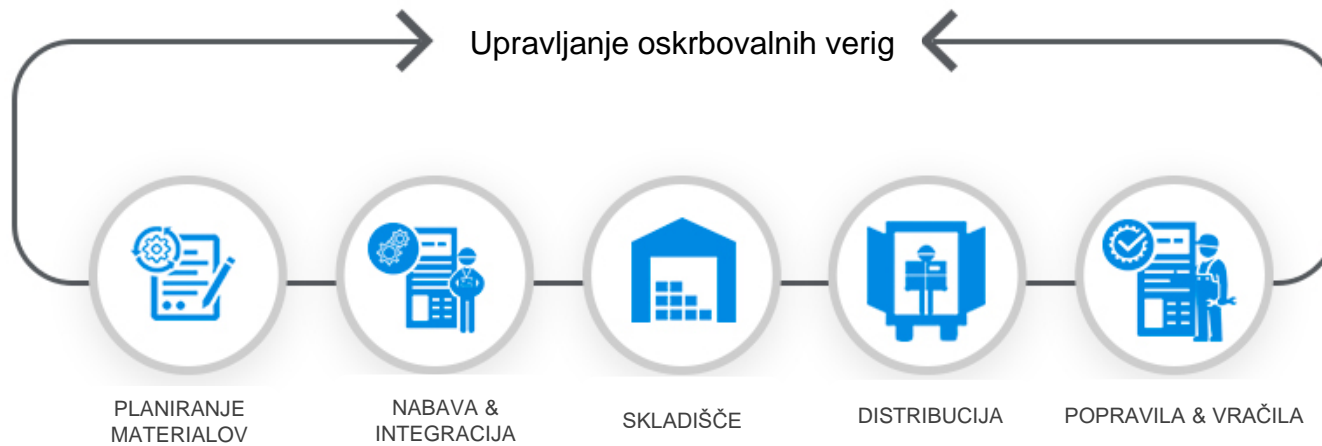 Upravljanje oskrbovalnih verig
PLANIRANJE
MATERIALOV
NABAVA &
INTEGRACIJA
SKLADIŠČE
DISTRIBUCIJA
POPRAVILA & VRAČILA